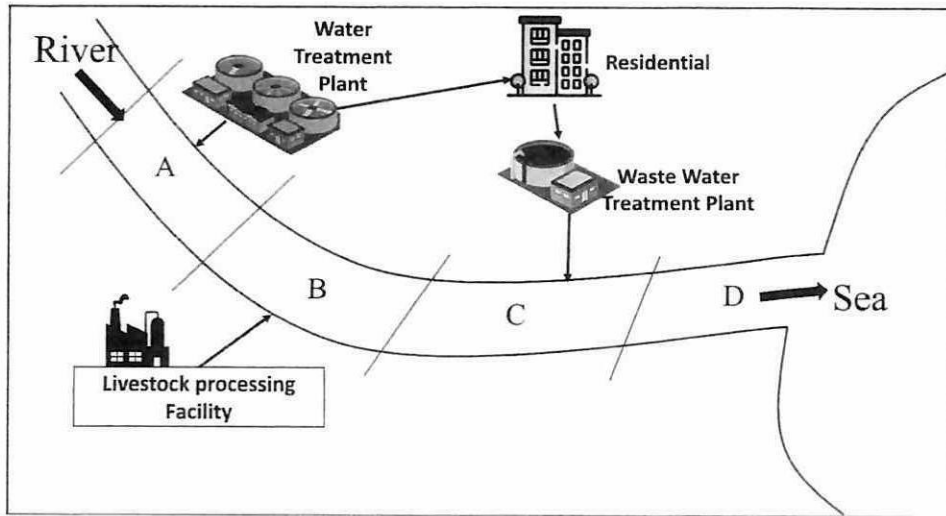 River
Water
Treatment
Plant
Residential
A
Waste Water
Treatment Plant
B
C
D
Sea
Livestock processing
Facility